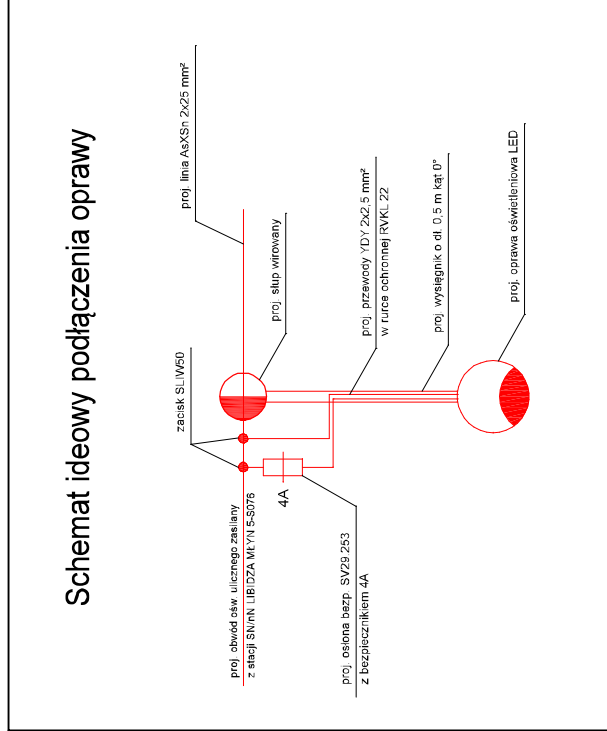 Schemat ideowy podłączenia oprawy
proj. linia AsXSn 2x25 mm²
zacisk SLIW50
proj. słup wirowany
proj. przewody YDY 2x2,5 mm²
w rurce ochronnej RVKL 22
proj. wysięgnik o dł. 0,5 m kąt 0°
proj. oprawa oświetleniowa LED
4A
proj. obwód ośw. ulicznego zasilany
z stacji SN/nN LIBIDZA MŁYN 5-S076
proj. osłona bezp. SV29.253
z bezpiecznikiem 4A